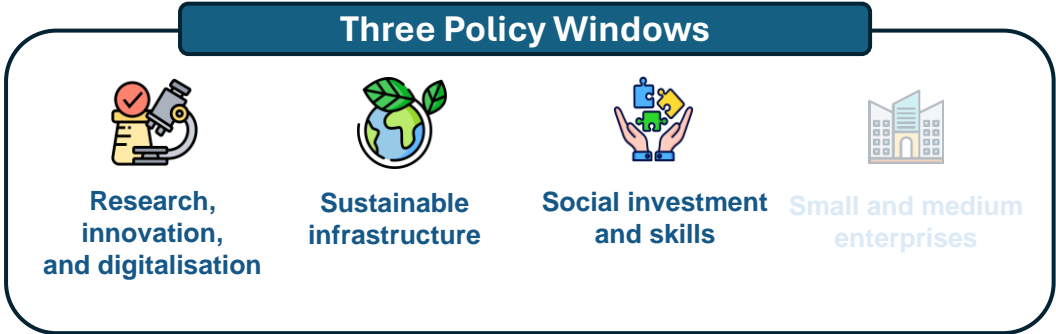 Three Policy Windows
Research,
innovation,
and digitalisation
Sustainable
infrastructure
Social investment
and skills
Small and medium
enterprises